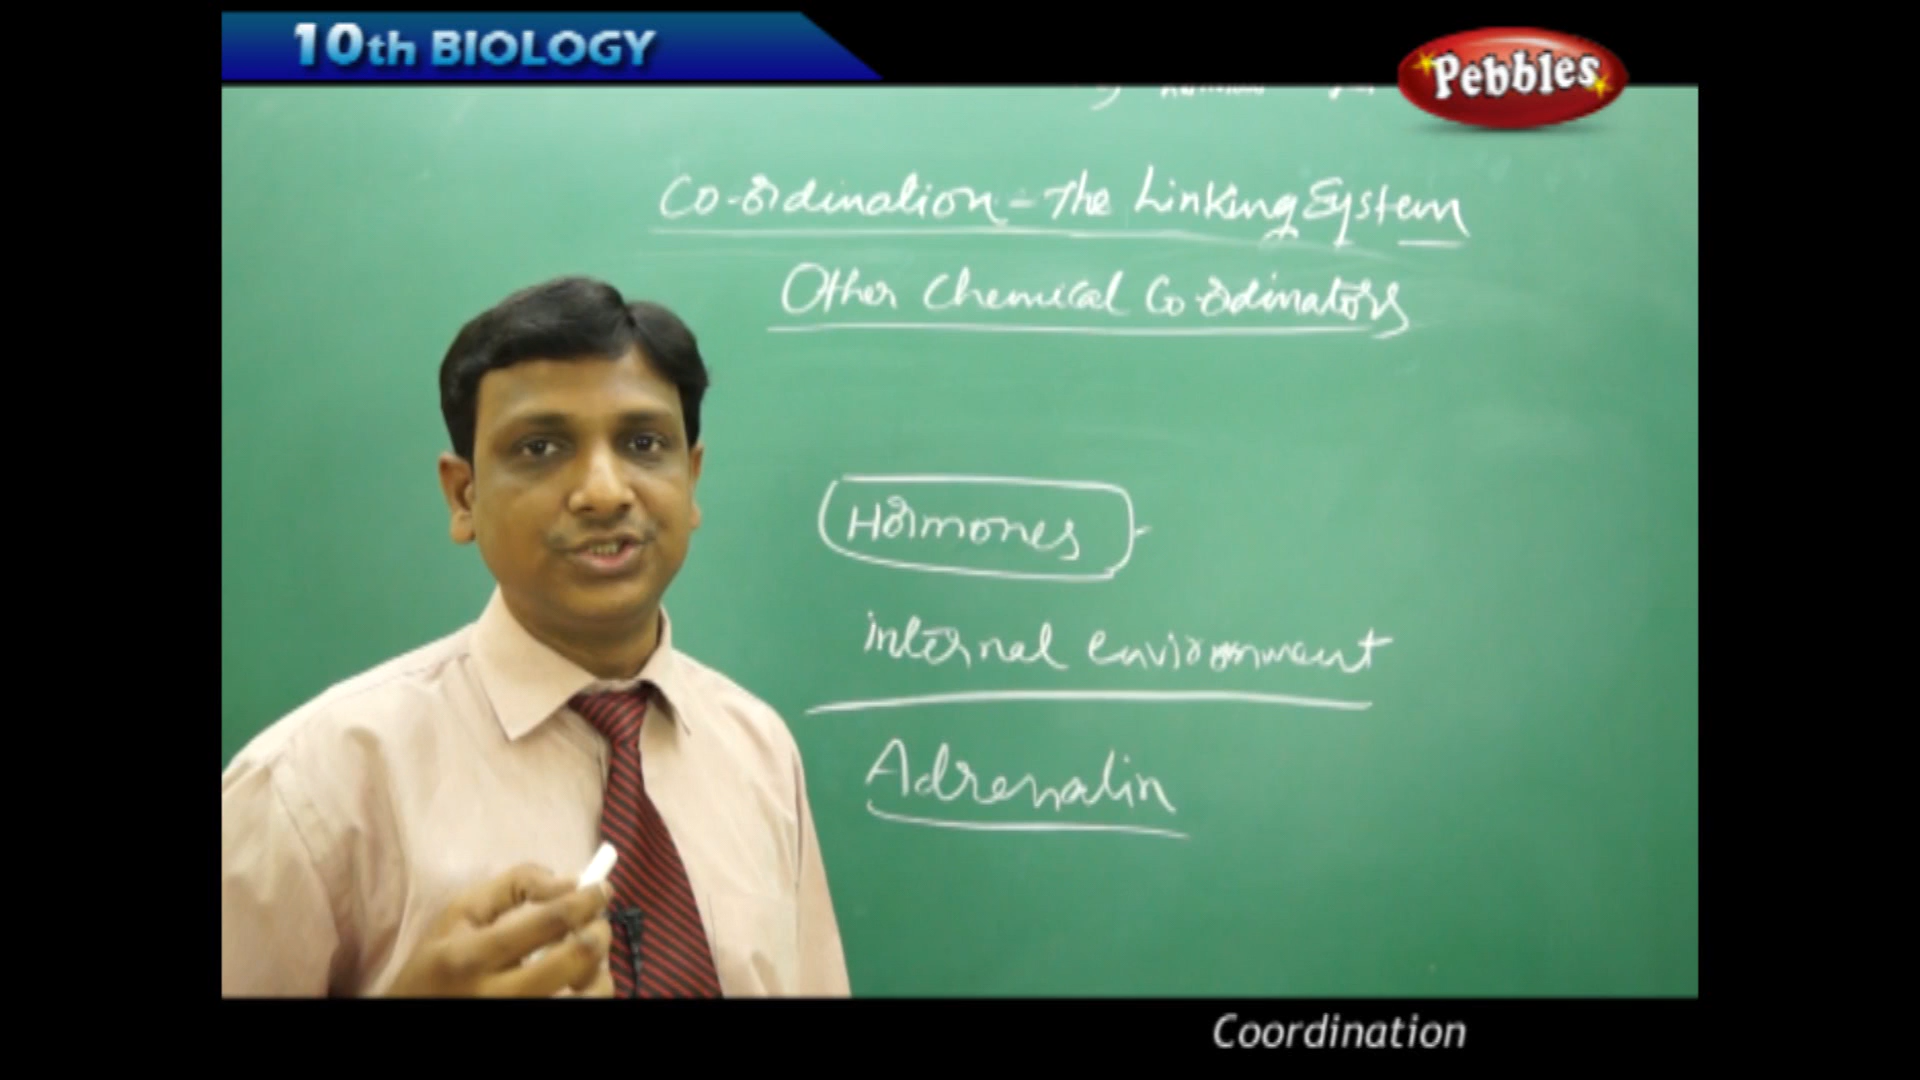 10th BIOLOGY
Pebbles
Co-ordination - The Linking System
Other Chemical Co-ordinators
Hormones
internal environment
Adrenalin
Coordination